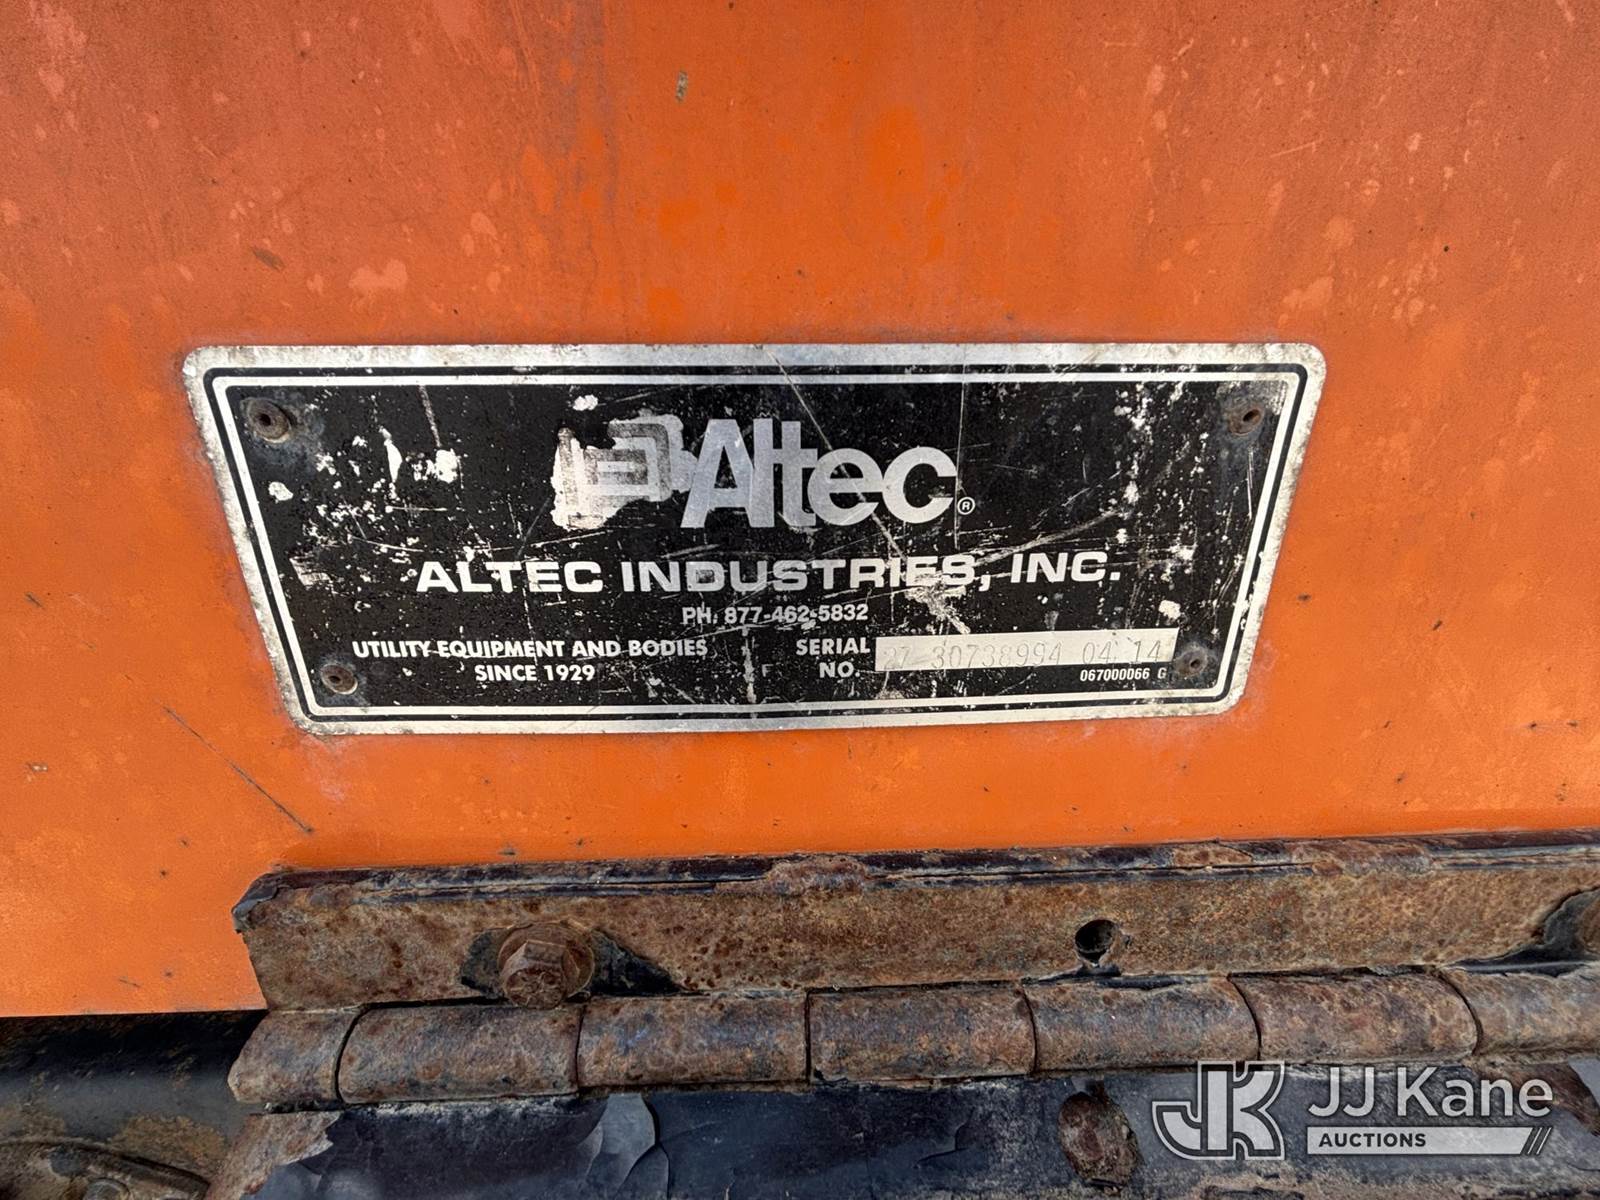 Altec®
ALTEC INDUSTRIES, INC.
PH. 877-462-5832
UTILITY EQUIPMENT AND BODIES
SINCE 1929
F
SERIAL NO. 27 30738994 04 14
067000066 G
JK JJ Kane
AUCTIONS